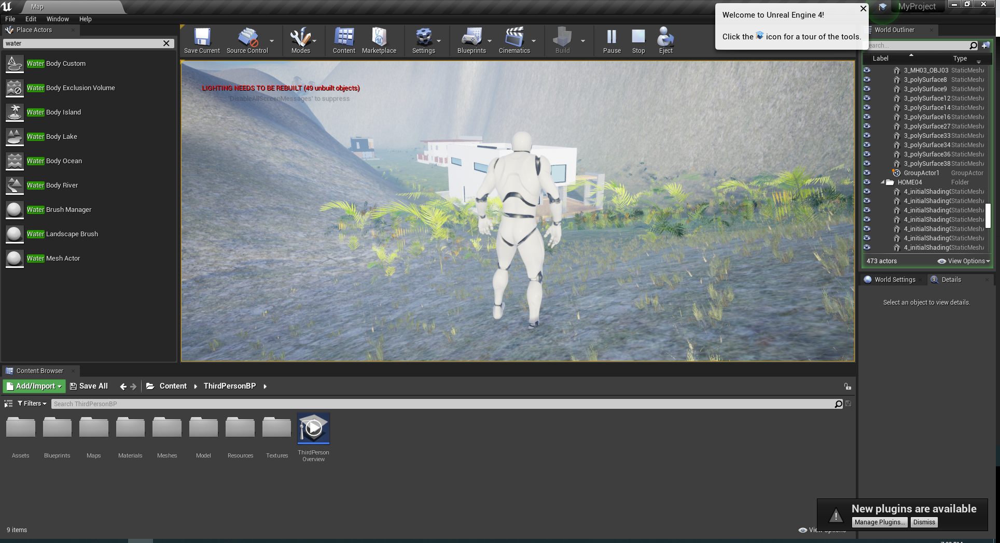 Map
MyProject
File Edit Window Help
Place Actors
water
Water Body Custom
Water Body Exclusion Volume
Water Body Island
Water Body Lake
Water Body Ocean
Water Body River
Water Brush Manager
Water Landscape Brush
Water Mesh Actor
Save Current Source Control Modes Content Marketplace Settings Blueprints Cinematics Build Pause Stop Eject
Welcome to Unreal Engine 4!
Click the icon for a tour of the tools.
LIGHTING NEEDS TO BE REBUILT (49 unbuilt objects)
'DisableAllScreenMessages' to suppress
World Outliner
Label Type
3_MH03_OBJ03 StaticMesh
3_polySurface8 StaticMesh
3_polySurface9 StaticMesh
3_polySurface12 StaticMesh
3_polySurface14 StaticMesh
3_polySurface16 StaticMesh
3_polySurface27 StaticMesh
3_polySurface33 StaticMesh
3_polySurface34 StaticMesh
3_polySurface36 StaticMesh
3_polySurface38 StaticMesh
GroupActor1 GroupActor
HOME04 Folder
4_initialShading StaticMesh
4_initialShading StaticMesh
4_initialShading StaticMesh
4_initialShading StaticMesh
4_initialShading StaticMesh
4_initialShading StaticMesh
4_initialShading StaticMesh
473 actors View Options
World Settings Details
Select an object to view details.
Content Browser
Add/Import Save All Content ThirdPersonBP
Filters Search ThirdPersonBP
Assets Blueprints Maps Materials Meshes Model Resources Textures ThirdPerson
Overview
9 items
New plugins are available
Manage Plugins... Dismiss